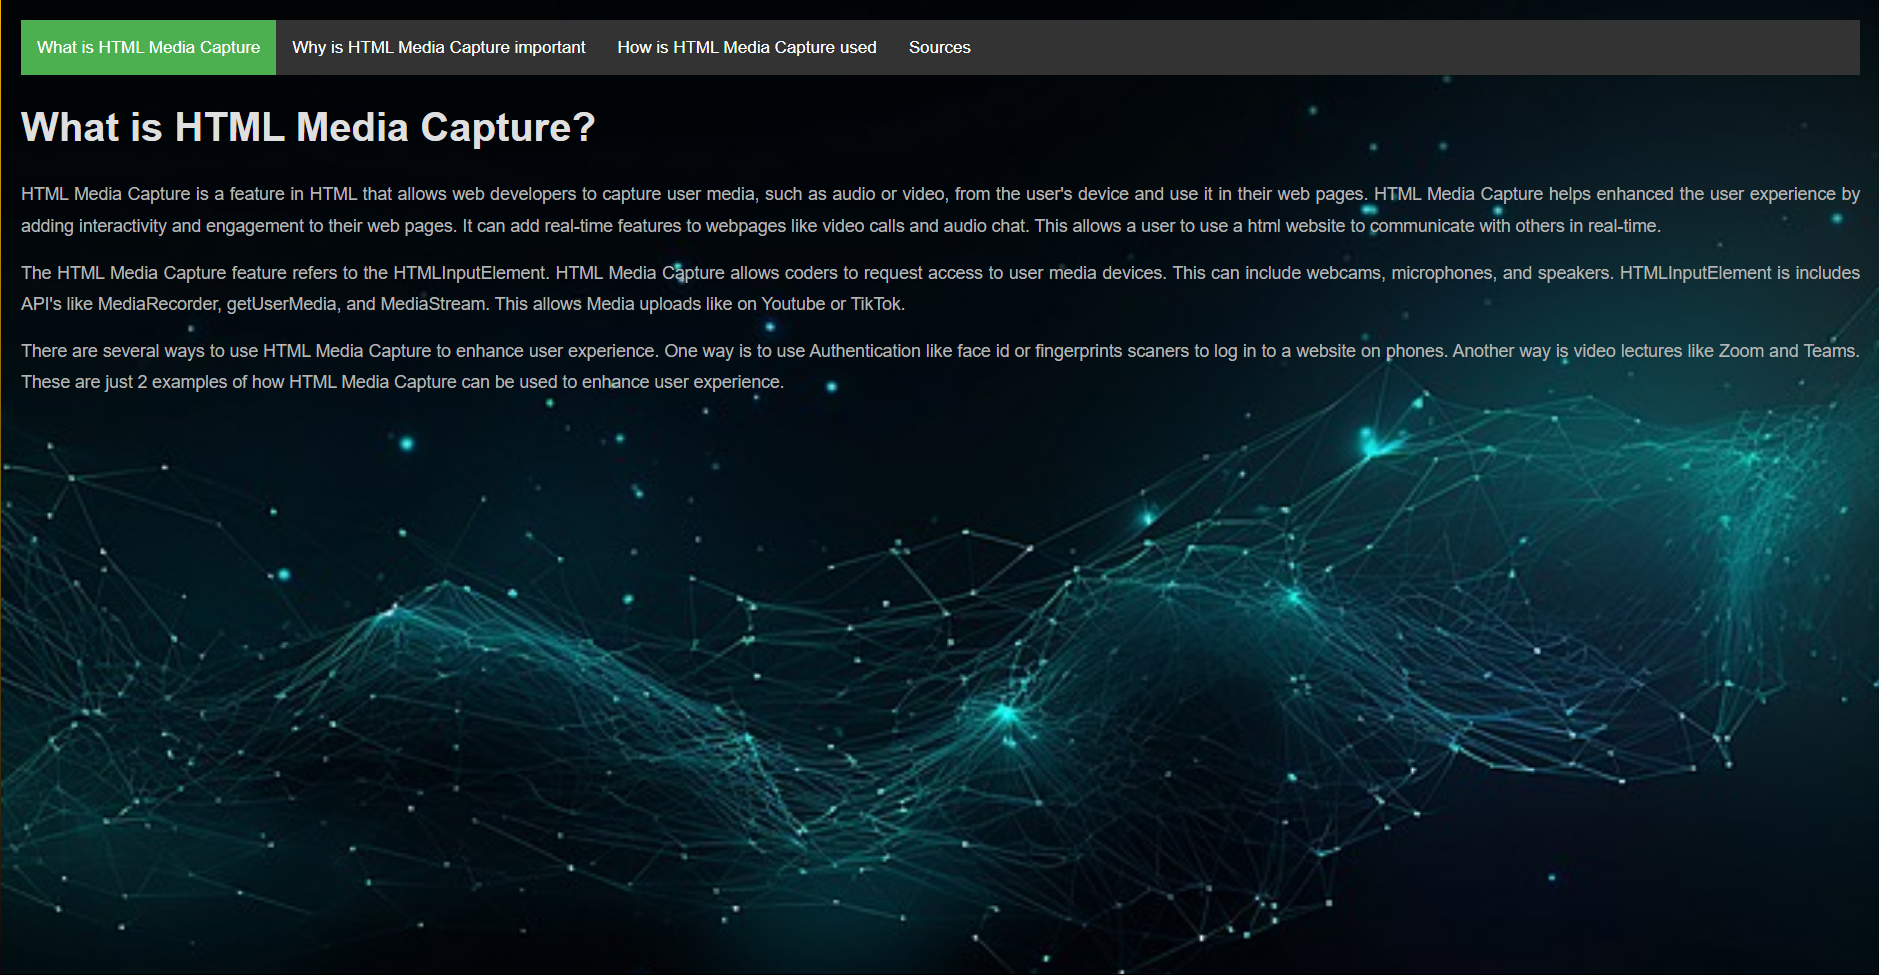 What is HTML Media Capture Why is HTML Media Capture important How is HTML Media Capture used Sources
What is HTML Media Capture?
HTML Media Capture is a feature in HTML that allows web developers to capture user media, such as audio or video, from the user's device and use it in their web pages. HTML Media Capture helps enhanced the user experience by
adding interactivity and engagement to their web pages. It can add real-time features to webpages like video calls and audio chat. This allows a user to use a html website to communicate with others in real-time.
The HTML Media Capture feature refers to the HTMLInputElement. HTML Media Capture allows coders to request access to user media devices. This can include webcams, microphones, and speakers. HTMLInputElement is includes
API's like MediaRecorder, getUserMedia, and MediaStream. This allows Media uploads like on Youtube or TikTok.
There are several ways to use HTML Media Capture to enhance user experience. One way is to use Authentication like face id or fingerprints scaners to log in to a website on phones. Another way is video lectures like Zoom and Teams.
These are just 2 examples of how HTML Media Capture can be used to enhance user experience.